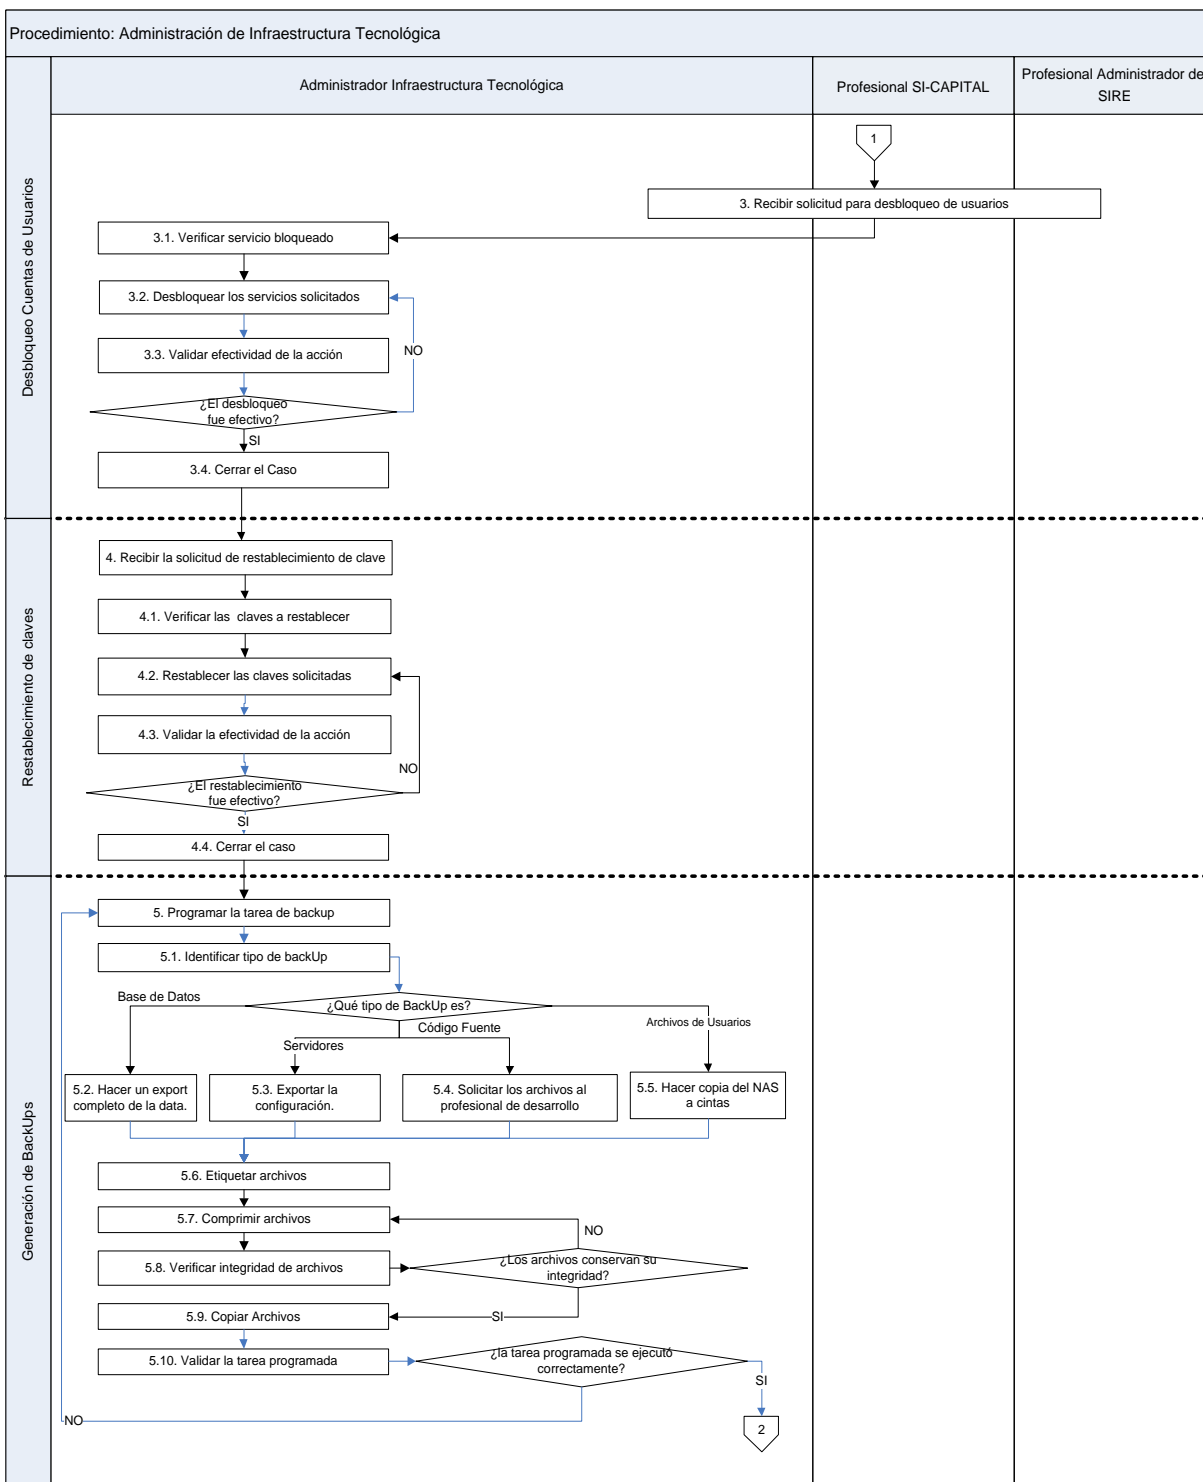 Procedimiento: Administración de Infraestructura Tecnológica
Administrador Infraestructura Tecnológica
Profesional SI-CAPITAL
Profesional Administrador de
SIRE
Desbloqueo Cuentas de Usuarios
1
3. Recibir solicitud para desbloqueo de usuarios
3.1. Verificar servicio bloqueado
3.2. Desbloquear los servicios solicitados
3.3. Validar efectividad de la acción
NO
¿El desbloqueo
fue efectivo?
SI
3.4. Cerrar el Caso
Restablecimiento de claves
4. Recibir la solicitud de restablecimiento de clave
4.1. Verificar las claves a restablecer
4.2. Restablecer las claves solicitadas
4.3. Validar la efectividad de la acción
NO
¿El restablecimiento
fue efectivo?
SI
4.4. Cerrar el caso
Generación de BackUps
5. Programar la tarea de backup
5.1. Identificar tipo de backUp
Base de Datos
¿Qué tipo de BackUp es?
Archivos de Usuarios
Código Fuente
Servidores
5.2. Hacer un export
completo de la data.
5.3. Exportar la
configuración.
5.4. Solicitar los archivos al
profesional de desarrollo
5.5. Hacer copia del NAS
a cintas
5.6. Etiquetar archivos
5.7. Comprimir archivos
NO
5.8. Verificar integridad de archivos
¿Los archivos conservan su
integridad?
5.9. Copiar Archivos
SI
5.10. Validar la tarea programada
¿la tarea programada se ejecutó
correctamente?
SI
NO
2